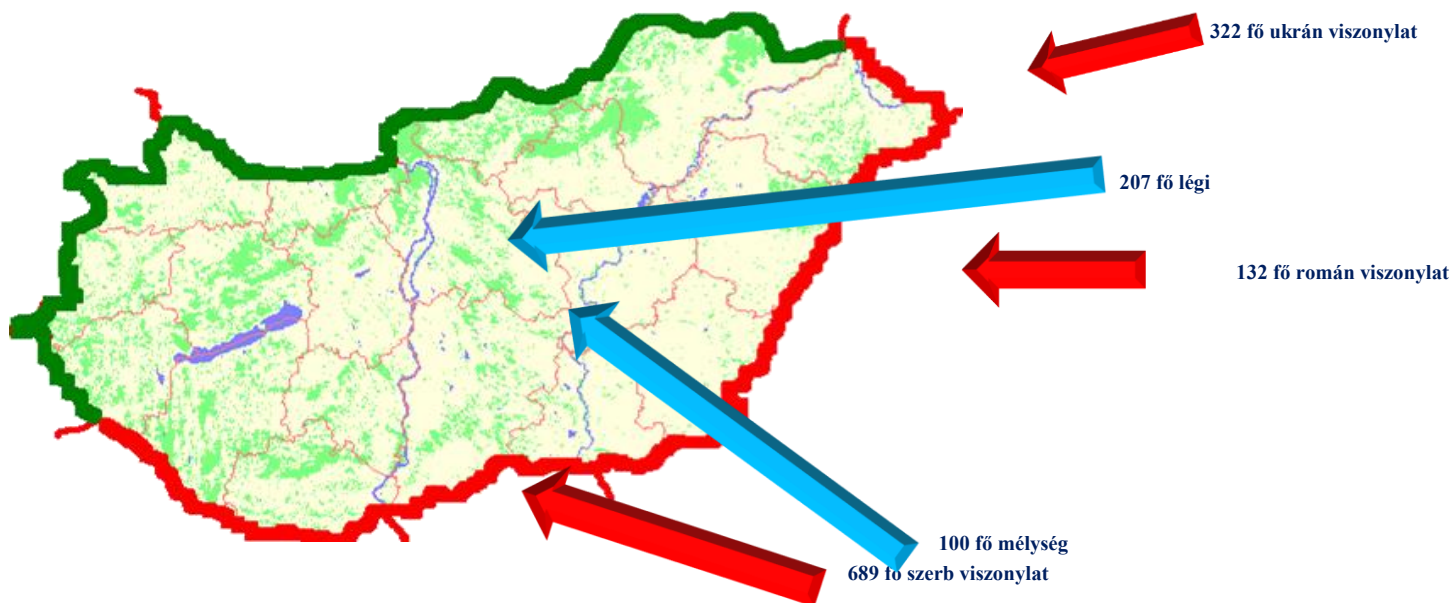 322 fő ukrán viszonylat
207 fő légi
132 fő román viszonylat
100 fő mélység
689 fő szerb viszonylat